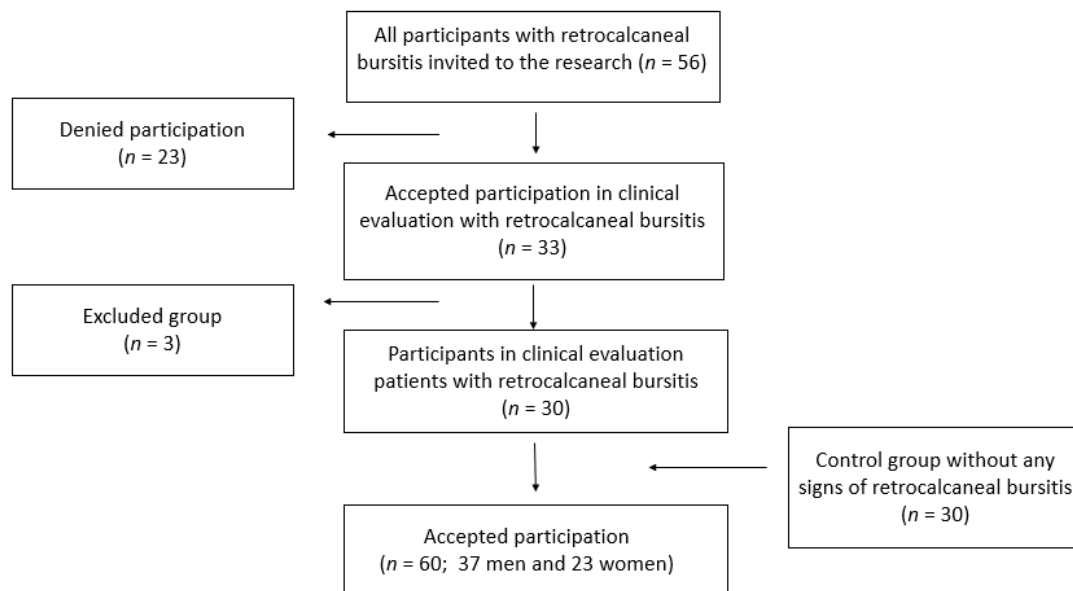 All participants with retrocalcaneal
bursitis invited to the research (n = 56)
Denied participation
(n = 23)
Accepted participation in clinical
evaluation with retrocalcaneal bursitis
(n = 33)
Excluded group
(n = 3)
Participants in clinical evaluation
patients with retrocalcaneal bursitis
(n = 30)
Control group without any
signs of retrocalcaneal bursitis
(n = 30)
Accepted participation
(n = 60; 37 men and 23 women)